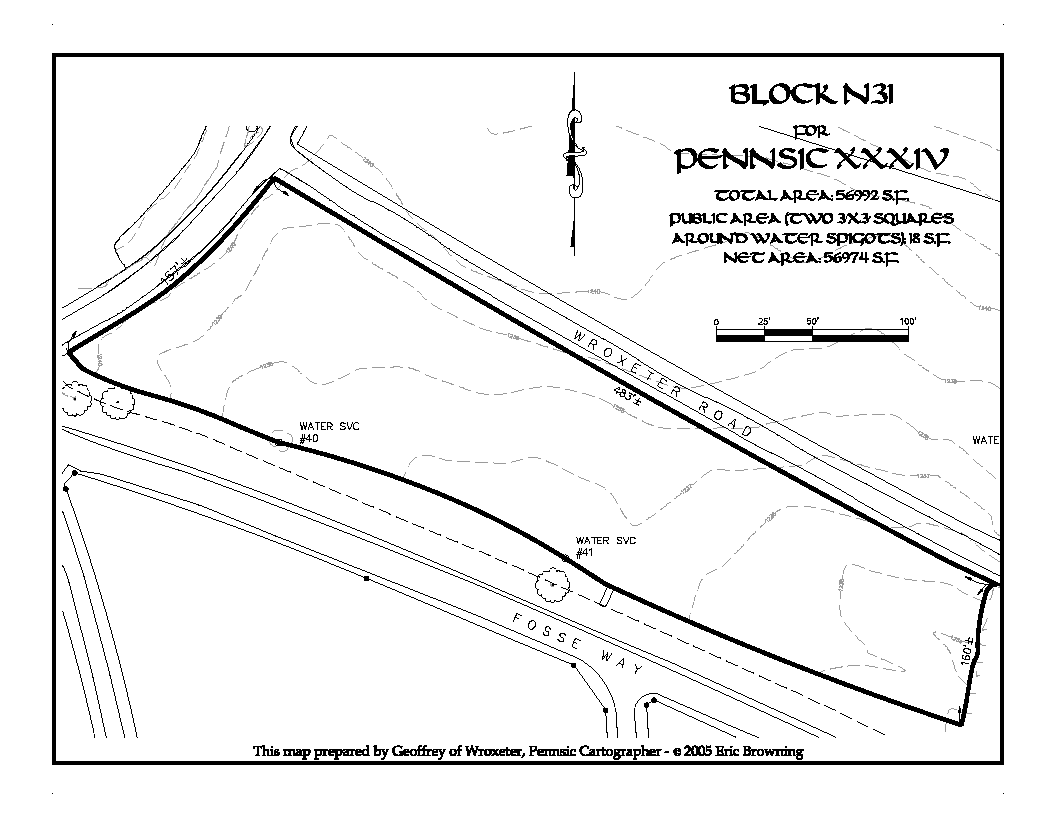 BLOCK N31
FOR
PENNSIC XXXIV
TOTAL AREA: 56992 S.F.
PUBLIC AREA (TWO 3X3 SQUARES
AROUND WATER SPIGOTS): 18 S.F.
NET AREA: 56974 S.F.
0 25' 50' 100'
WROXETER ROAD
483'±
1240
WATE
WATER SVC
#40
WATER SVC
#41
FOSSE WAY
160'±
This map prepared by Geoffrey of Wroxeter, Pennsic Cartographer - © 2005 Eric Browning